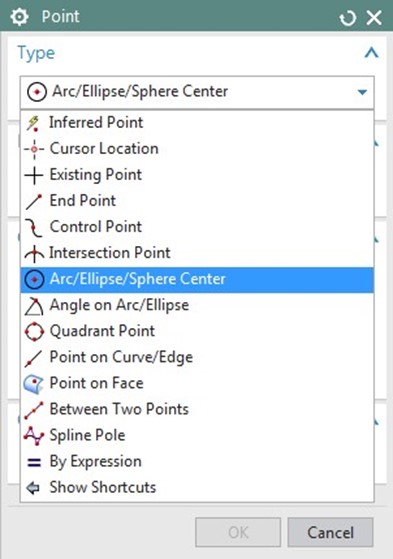 Point
Type
Arc/Ellipse/Sphere Center
Inferred Point
Cursor Location
Existing Point
End Point
Control Point
Intersection Point
Arc/Ellipse/Sphere Center
Angle on Arc/Ellipse
Quadrant Point
Point on Curve/Edge
Point on Face
Between Two Points
Spline Pole
By Expression
Show Shortcuts
OK Cancel